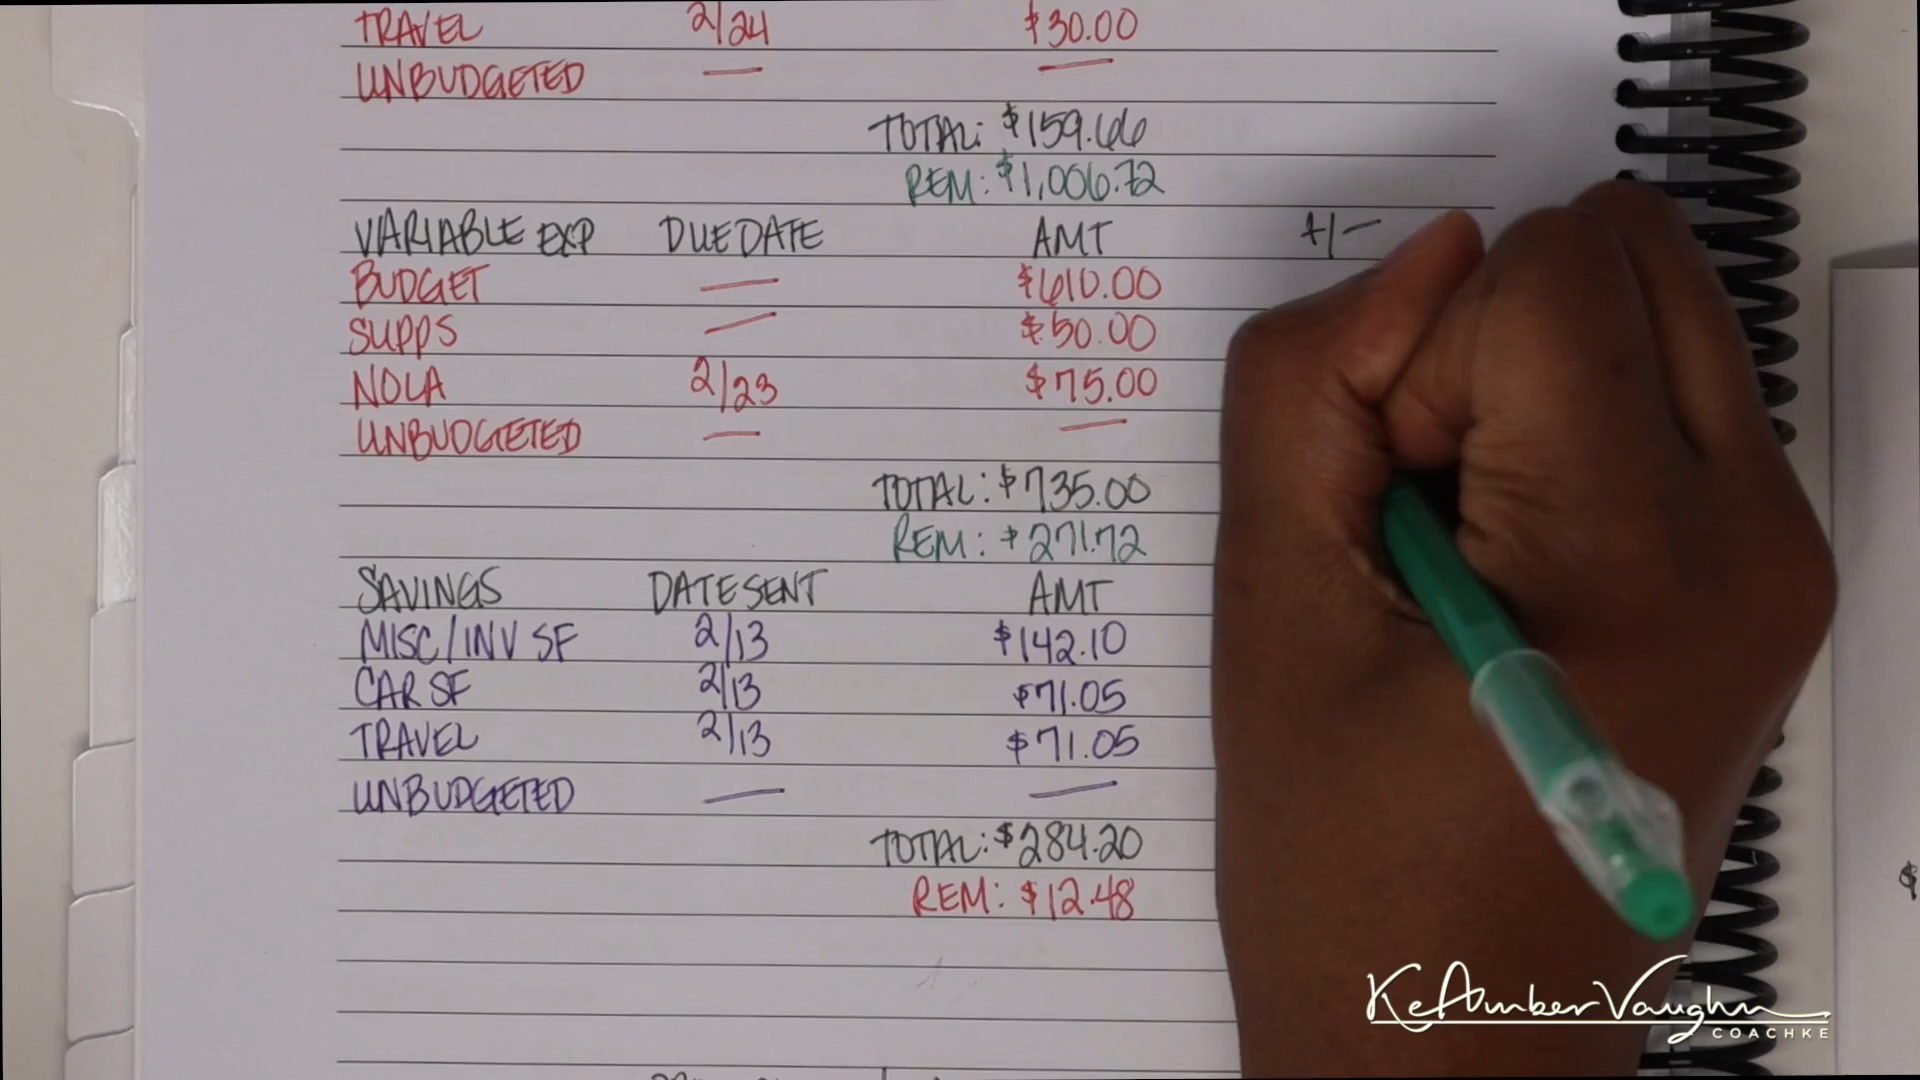 TRAVEL 2/24 $30.00
UNBUDGETED — —
TOTAL: $159.66
REM: $1,006.72
VARIABLE EXP DUE DATE AMT +/-
BUDGET — $610.00
SUPPS — $50.00
NOLA 2/23 $75.00
UNBUDGETED — —
TOTAL: $735.00
REM: $271.72
SAVINGS DATE SENT AMT
MISC/INV SF 2/13 $142.10
CAR SF 2/13 $71.05
TRAVEL 2/13 $71.05
UNBUDGETED — —
TOTAL: $284.20
REM: $12.48
$
KeAmber Vaughn
COACHKE